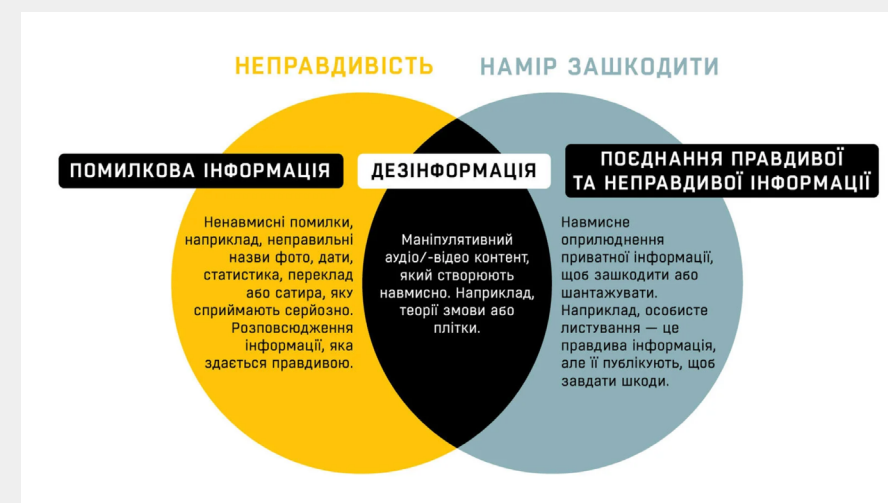 НЕПРАВДИВІСТЬ
НАМІР ЗАШКОДИТИ
ПОМИЛКОВА ІНФОРМАЦІЯ
Ненавмисні помилки,
наприклад, неправильні
назви фото, дати,
статистика, переклад
або сатира, яку
сприймають серйозно.
Розповсюдження
інформації, яка
здається правдивою.
ДЕЗІНФОРМАЦІЯ
Маніпулятивний
аудіо/-відео контент,
який створюють
навмисно. Наприклад,
теорії змови або
плітки.
ПОЄДНАННЯ ПРАВДИВОЇ
ТА НЕПРАВДИВОЇ ІНФОРМАЦІЇ
Навмисне
оприлюднення
приватної інформації,
щоб зашкодити або
шантажувати.
Наприклад, особисте
листування — це
правдива інформація,
але її публікують, щоб
завдати шкоди.